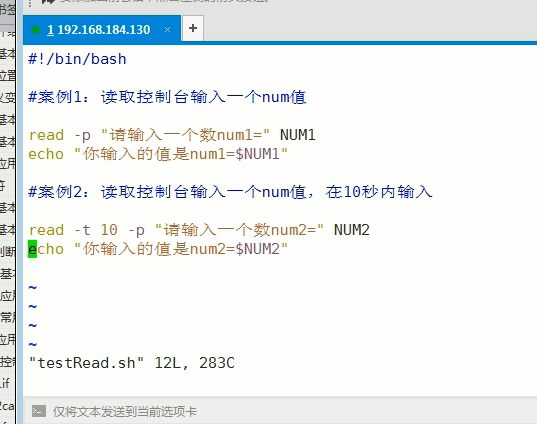 书签
1 192.168.184.130
×
+
#!/bin/bash
#案例1：读取控制台输入一个num值
read -p "请输入一个数num1=" NUM1
echo "你输入的值是num1=$NUM1"
#案例2：读取控制台输入一个num值，在10秒内输入
read -t 10 -p "请输入一个数num2=" NUM2
echo "你输入的值是num2=$NUM2"
~
~
~
~
"testRead.sh" 12L, 283C
仅将文本发送到当前选项卡